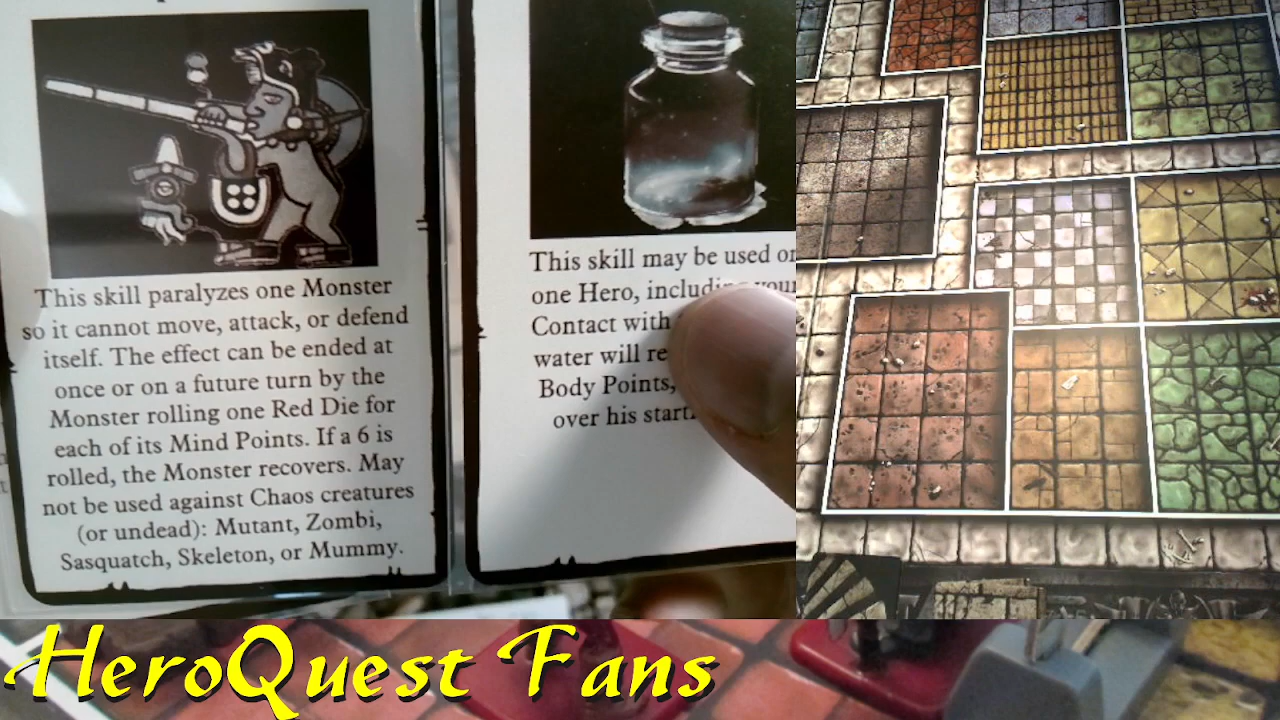 This skill paralyzes one Monster
so it cannot move, attack, or defend
itself. The effect can be ended at
once or on a future turn by the
Monster rolling one Red Die for
each of its Mind Points. If a 6 is
rolled, the Monster recovers. May
not be used against Chaos creatures
(or undead): Mutant, Zombi,
Sasquatch, Skeleton, or Mummy.
This skill may be used
one Hero,
Contact with
water will
Body Points,
over his
HeroQuest Fans